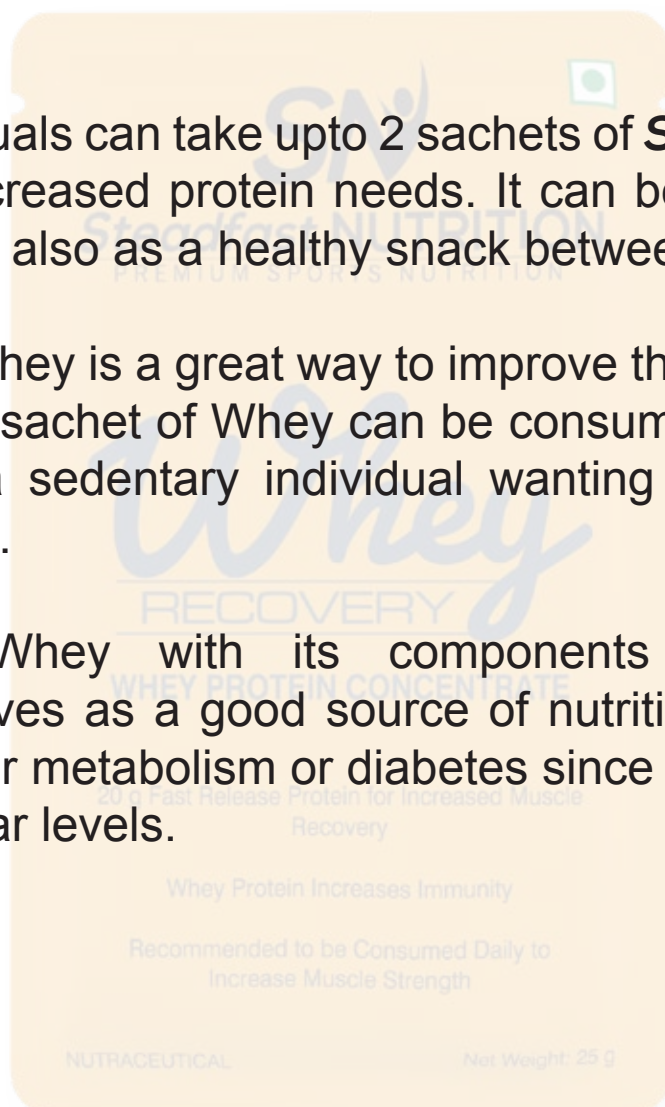 uals can take upto 2 sachets of S
creased protein needs. It can be
also as a healthy snack betwee
hey is a great way to improve th
sachet of Whey can be consum
a sedentary individual wanting
.
Whey with its components
ves as a good source of nutriti
r metabolism or diabetes since
ar levels.
SN
Steadfast NUTRITION
PREMIUM SPORTS NUTRITION
Whey
RECOVERY
WHEY PROTEIN CONCENTRATE
20 g Fast Release Protein for Increased Muscle
Recovery
Whey Protein Increases Immunity
Recommended to be Consumed Daily to
Increase Muscle Strength
NUTRACEUTICAL
Net Weight: 25 g